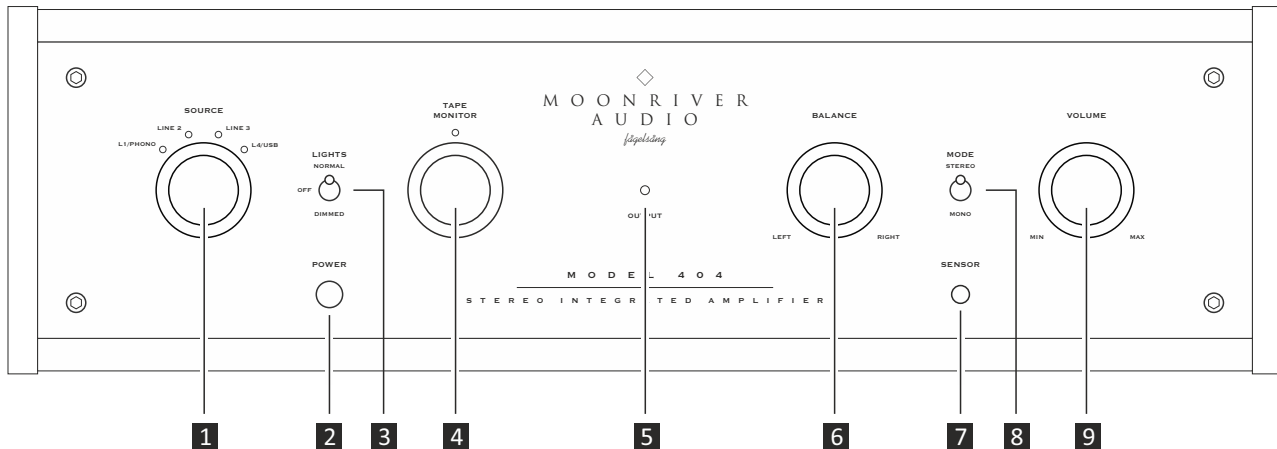 MOONRIVER
AUDIO
fågelsång
SOURCE
LINE 2
LINE 3
L1/PHONO
L4/USB
LIGHTS
NORMAL
OFF
DIMMED
POWER
TAPE
MONITOR
OUTPUT
BALANCE
LEFT
RIGHT
MODE
STEREO
MONO
SENSOR
VOLUME
MIN
MAX
MODEL 404
STEREO INTEGRATED AMPLIFIER
1
2
3
4
5
6
7
8
9